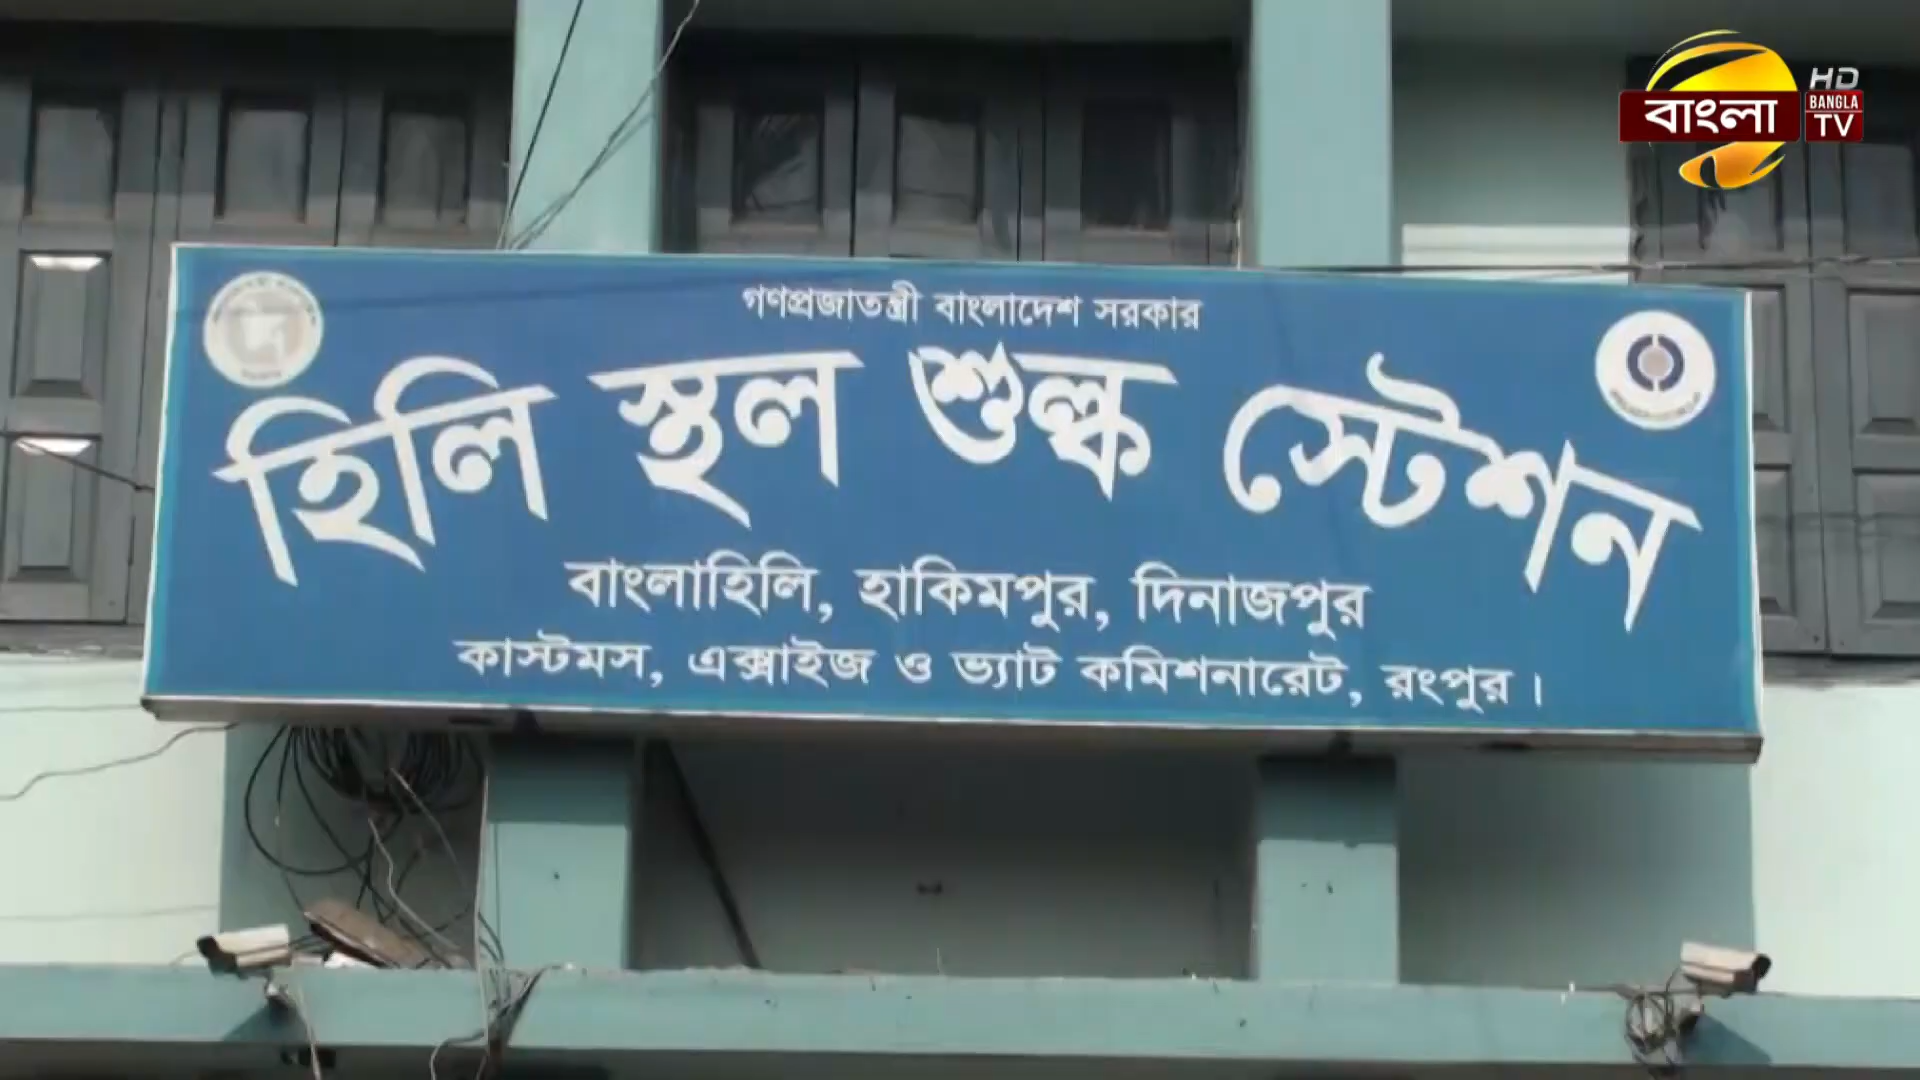 বাংলা
HD
BANGLA
TV
গণপ্রজাতন্ত্রী বাংলাদেশ সরকার
হিলি স্থল শুল্ক স্টেশন
বাংলাহিলি, হাকিমপুর, দিনাজপুর
কাস্টমস, এক্সাইজ ও ভ্যাট কমিশনারেট, রংপুর।